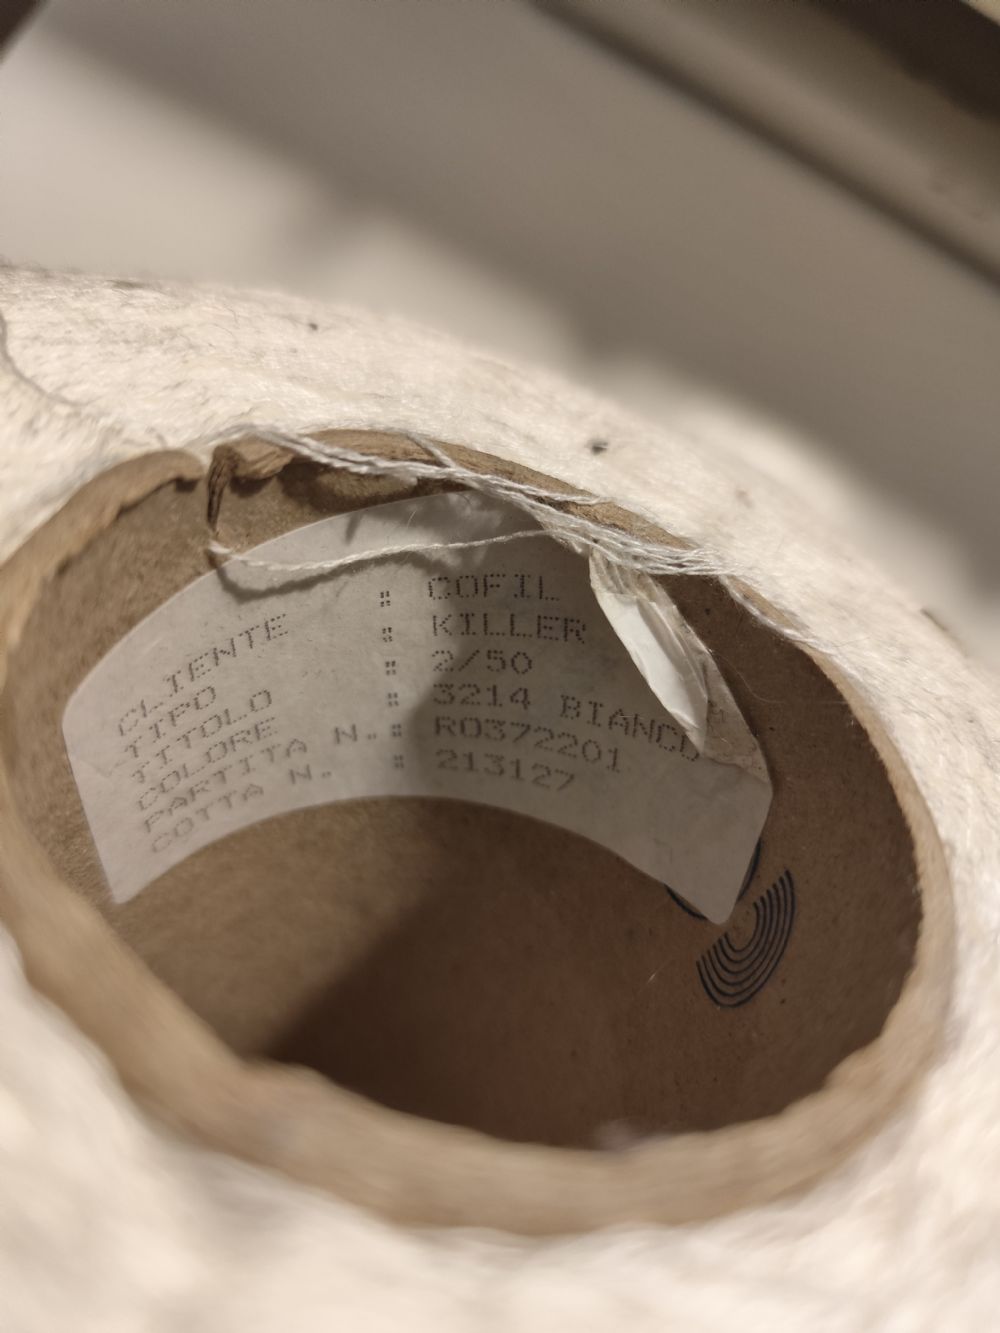 CLIENTE : COFIL
TIPO : KILLER
TITOLO : 2/50
COLORE : 3214 BIANCO
PARTITA N. : R0372201
COTTA N. : 213127